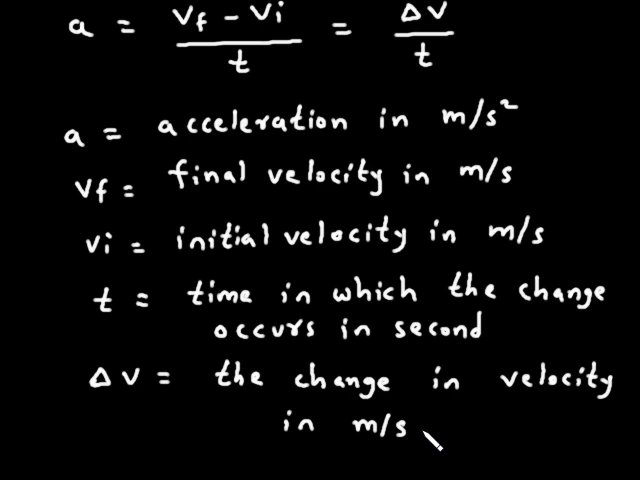 a = Vf - Vi / t = ΔV / t
a = acceleration in m/s²
Vf = final velocity in m/s
Vi = initial velocity in m/s
t = time in which the change
occurs in second
ΔV = the change in velocity
in m/s